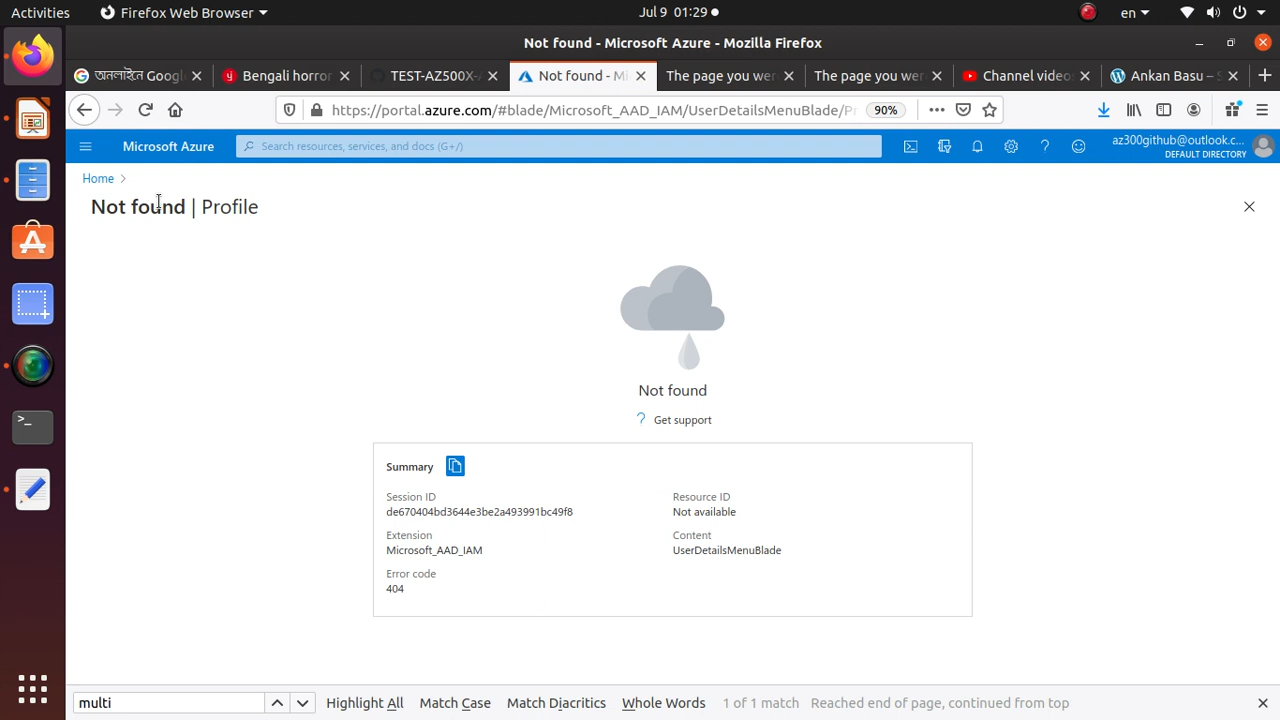 Activities
Firefox Web Browser
Jul 9 01:29
en
Not found - Microsoft Azure - Mozilla Firefox
অনলাইন Googl
Bengali horror
TEST-AZ500X-
Not found - Mi
The page you wer
The page you wer
Channel videos
Ankan Basu – S
https://portal.azure.com/#blade/Microsoft_AAD_IAM/UserDetailsMenuBlade/Pr
90%
Microsoft Azure
Search resources, services, and docs (G+/)
az300github@outlook.c...
DEFAULT DIRECTORY
Home
Not found | Profile
Not found
Get support
Summary
Session ID
de670404bd3644e3be2a493991bc49f8
Resource ID
Not available
Extension
Microsoft_AAD_IAM
Content
UserDetailsMenuBlade
Error code
404
multi
Highlight All
Match Case
Match Diacritics
Whole Words
1 of 1 match
Reached end of page, continued from top